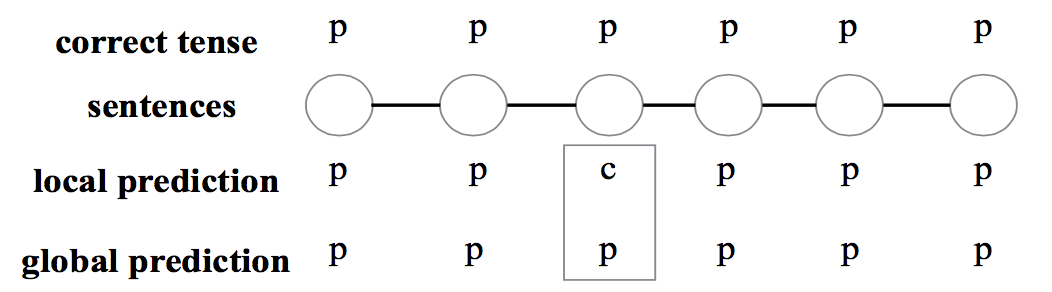 correct tense p p p p p p
sentences
local prediction p p c p p p
global prediction p p p p p p